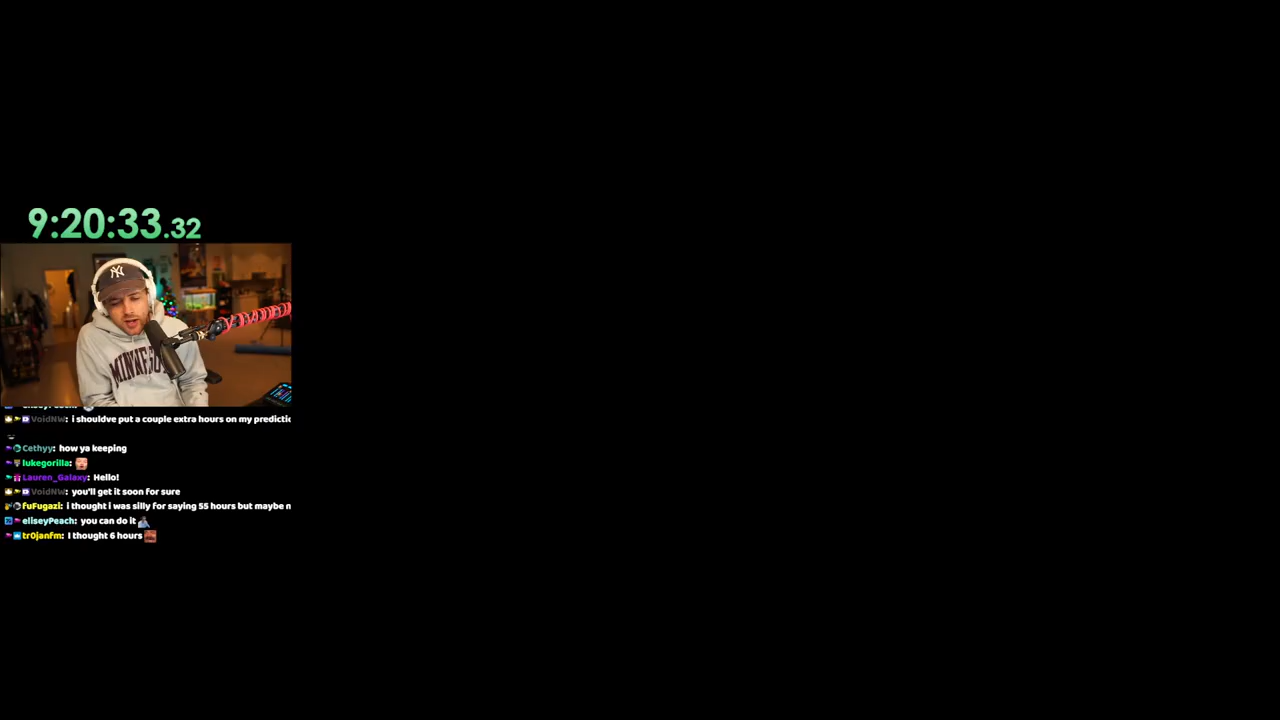 9:20:33.32
NY
MINNESO
VoidNW: i shouldve put a couple extra hours on my predictio
Cethyy: how ya keeping
lukegorilla:
Lauren_Galaxy: Hello!
VoidNW: you'll get it soon for sure
fuFugazi: i thought i was silly for saying 55 hours but maybe n
eliseyPeach: you can do it
tr0janfm: I thought 6 hours